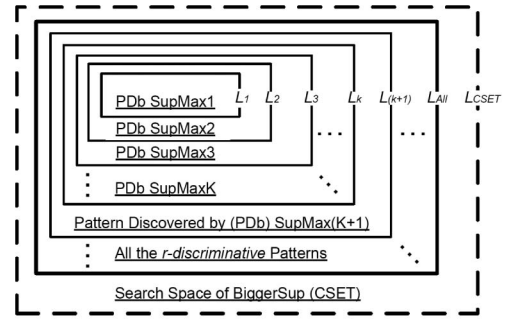 PDb SupMax1 L1 L2 L3 Lk L(k+1) LAll LCSET
PDb SupMax2
PDb SupMax3
PDb SupMaxK
Pattern Discovered by (PDb) SupMax(K+1)
All the r-discriminative Patterns
Search Space of BiggerSup (CSET)